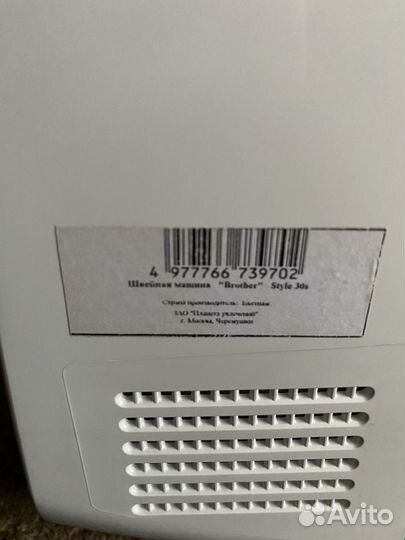 4 977766 739702
Швейная машина "Brother" Style 30s
Страна производитель: Вьетнам
ЗАО "Планета увлечений"
г. Москва, Черемушки
Avito